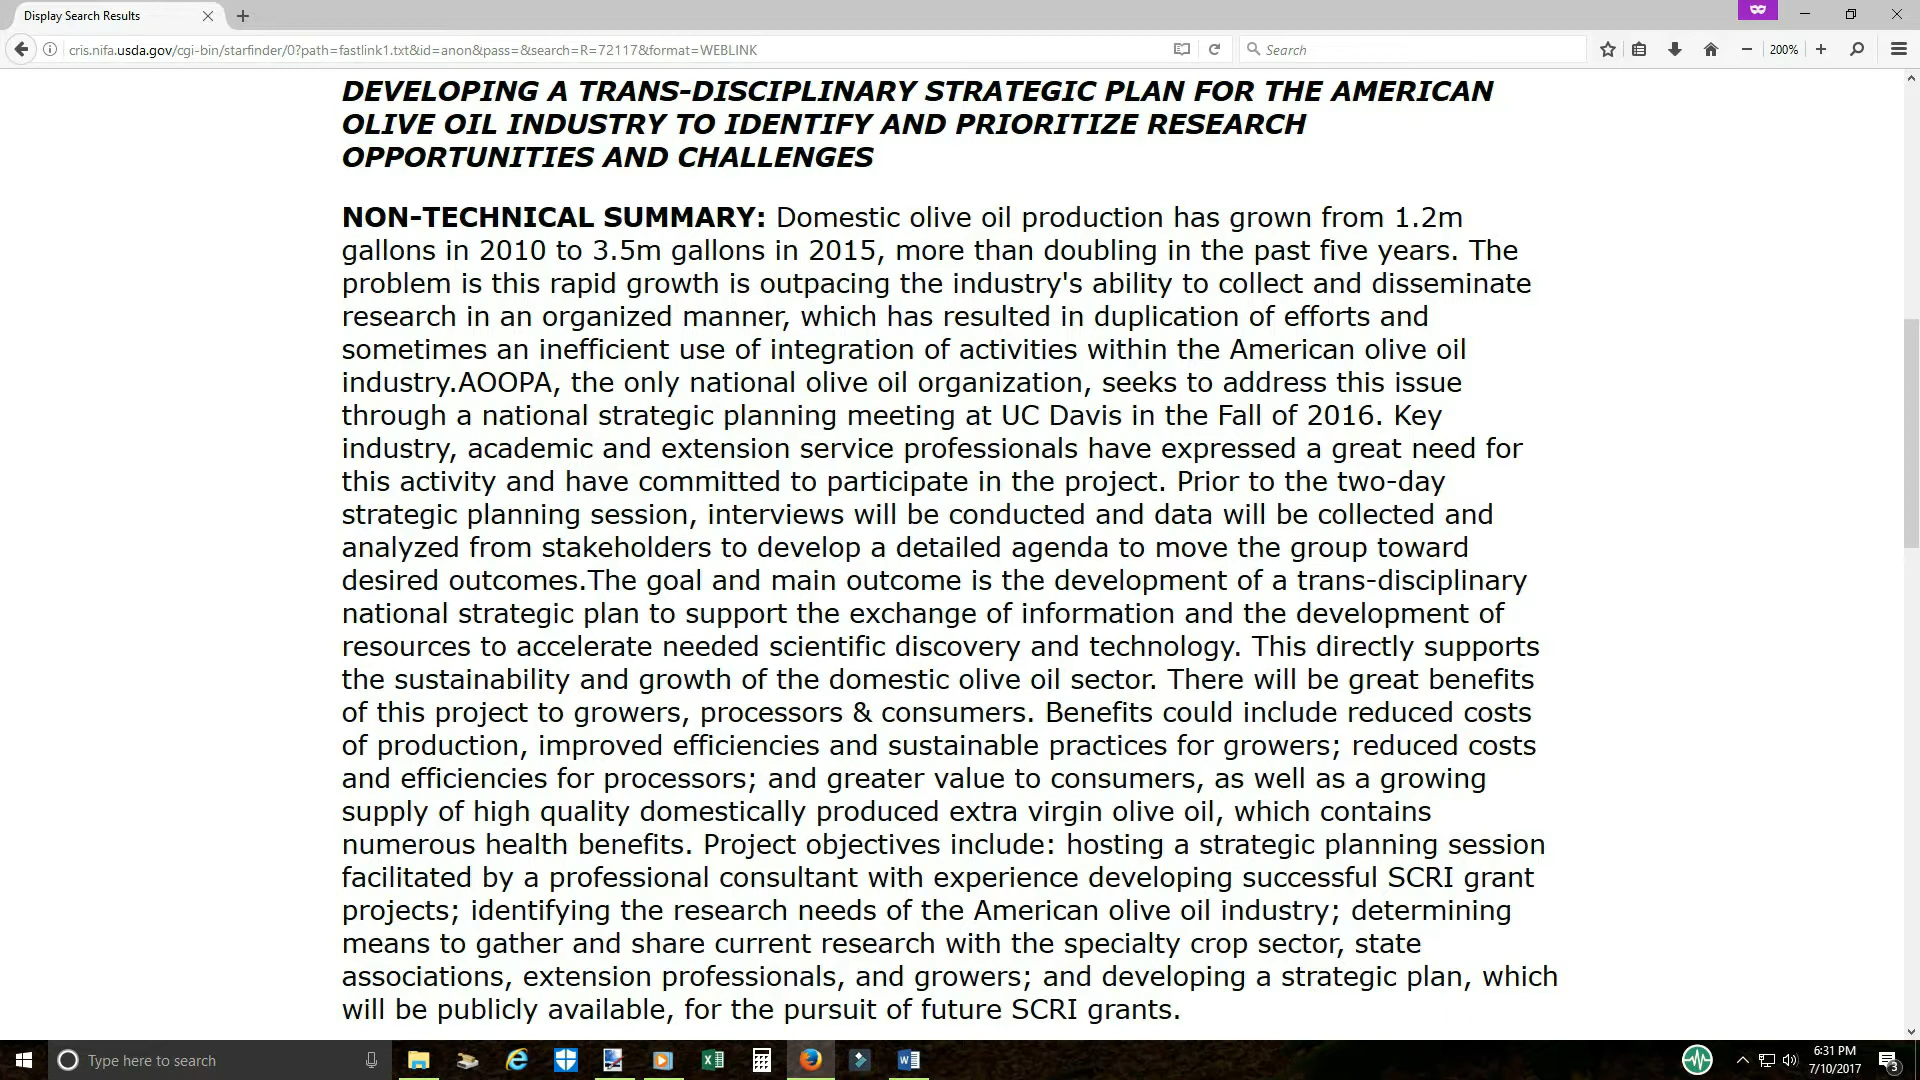 Display Search Results
cris.nifa.usda.gov/cgi-bin/starfinder/0?path=fastlink1.txt&id=anon&pass=&search=R=72117&format=WEBLINK
Search
200%
DEVELOPING A TRANS-DISCIPLINARY STRATEGIC PLAN FOR THE AMERICAN
OLIVE OIL INDUSTRY TO IDENTIFY AND PRIORITIZE RESEARCH
OPPORTUNITIES AND CHALLENGES
NON-TECHNICAL SUMMARY: Domestic olive oil production has grown from 1.2m
gallons in 2010 to 3.5m gallons in 2015, more than doubling in the past five years. The
problem is this rapid growth is outpacing the industry's ability to collect and disseminate
research in an organized manner, which has resulted in duplication of efforts and
sometimes an inefficient use of integration of activities within the American olive oil
industry.AOOPA, the only national olive oil organization, seeks to address this issue
through a national strategic planning meeting at UC Davis in the Fall of 2016. Key
industry, academic and extension service professionals have expressed a great need for
this activity and have committed to participate in the project. Prior to the two-day
strategic planning session, interviews will be conducted and data will be collected and
analyzed from stakeholders to develop a detailed agenda to move the group toward
desired outcomes.The goal and main outcome is the development of a trans-disciplinary
national strategic plan to support the exchange of information and the development of
resources to accelerate needed scientific discovery and technology. This directly supports
the sustainability and growth of the domestic olive oil sector. There will be great benefits
of this project to growers, processors & consumers. Benefits could include reduced costs
of production, improved efficiencies and sustainable practices for growers; reduced costs
and efficiencies for processors; and greater value to consumers, as well as a growing
supply of high quality domestically produced extra virgin olive oil, which contains
numerous health benefits. Project objectives include: hosting a strategic planning session
facilitated by a professional consultant with experience developing successful SCRI grant
projects; identifying the research needs of the American olive oil industry; determining
means to gather and share current research with the specialty crop sector, state
associations, extension professionals, and growers; and developing a strategic plan, which
will be publicly available, for the pursuit of future SCRI grants.
Type here to search
6:31 PM
7/10/2017
3